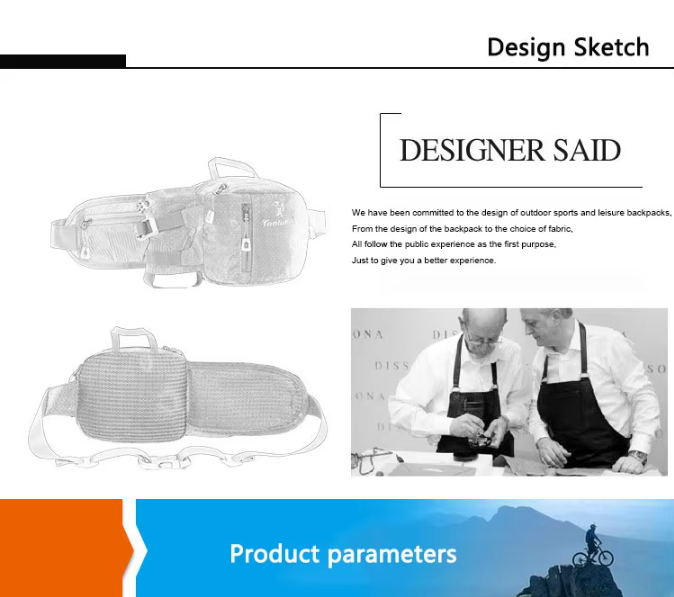 Design Sketch
DESIGNER SAID
We have been committed to the design of outdoor sports and leisure backpacks,
From the design of the backpack to the choice of fabric,
All follow the public experience as the first purpose,
Just to give you a better experience.
ONA
DIS
DISS
SO
ONA
Product parameters